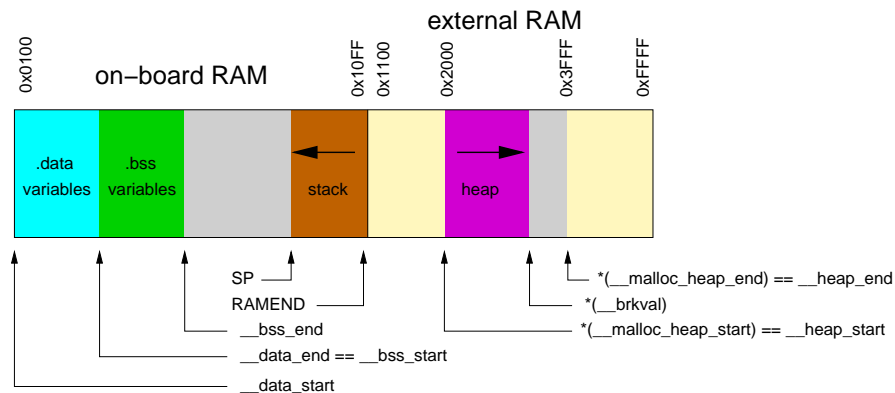 external RAM
on−board RAM
0x0100
0x10FF
0x1100
0x2000
0x3FFF
0xFFFF
.data
variables
.bss
variables
stack
heap
SP
RAMEND
__bss_end
__data_end == __bss_start
__data_start
*(__malloc_heap_end) == __heap_end
*(__brkval)
*(__malloc_heap_start) == __heap_start